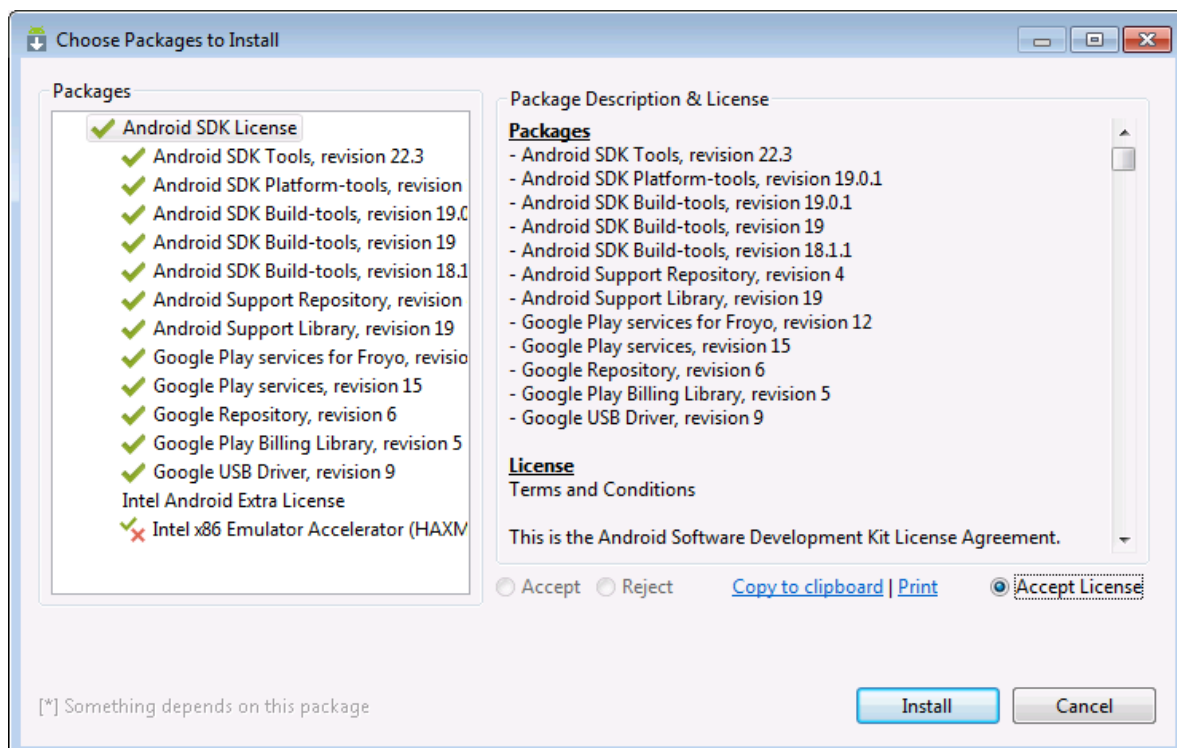 Choose Packages to Install
Packages
Android SDK License
Android SDK Tools, revision 22.3
Android SDK Platform-tools, revision
Android SDK Build-tools, revision 19.0
Android SDK Build-tools, revision 19
Android SDK Build-tools, revision 18.1
Android Support Repository, revision
Android Support Library, revision 19
Google Play services for Froyo, revisio
Google Play services, revision 15
Google Repository, revision 6
Google Play Billing Library, revision 5
Google USB Driver, revision 9
Intel Android Extra License
Intel x86 Emulator Accelerator (HAXM
Package Description & License
Packages
- Android SDK Tools, revision 22.3
- Android SDK Platform-tools, revision 19.0.1
- Android SDK Build-tools, revision 19.0.1
- Android SDK Build-tools, revision 19
- Android SDK Build-tools, revision 18.1.1
- Android Support Repository, revision 4
- Android Support Library, revision 19
- Google Play services for Froyo, revision 12
- Google Play services, revision 15
- Google Repository, revision 6
- Google Play Billing Library, revision 5
- Google USB Driver, revision 9
License
Terms and Conditions
This is the Android Software Development Kit License Agreement.
Accept Reject Copy to clipboard | Print Accept License
[*] Something depends on this package
Install Cancel